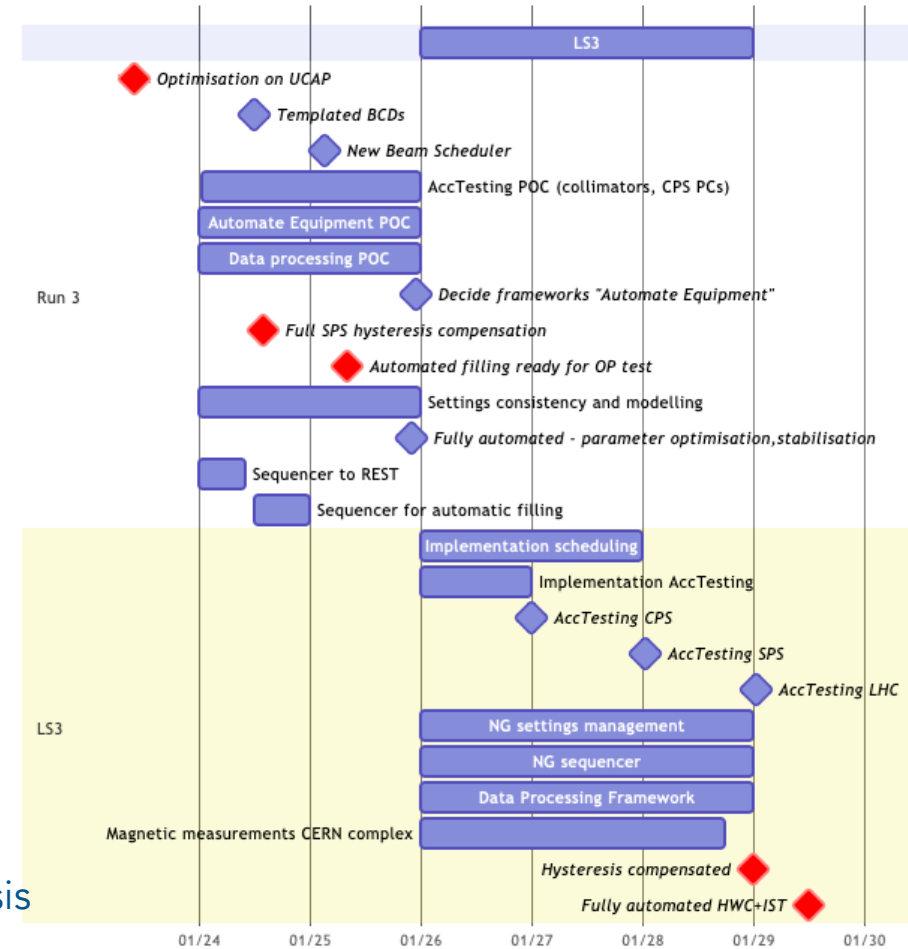 LS3
Optimisation on UCAP
Templated BCDs
New Beam Scheduler
AccTesting POC (collimators, CPS PCs)
Automate Equipment POC
Data processing POC
Run 3
Decide frameworks "Automate Equipment"
Full SPS hysteresis compensation
Automated filling ready for OP test
Settings consistency and modelling
Fully automated - parameter optimisation,stabilisation
Sequencer to REST
Sequencer for automatic filling
Implementation scheduling
Implementation AccTesting
AccTesting CPS
AccTesting SPS
AccTesting LHC
LS3
NG settings management
NG sequencer
Data Processing Framework
Magnetic measurements CERN complex
Hysteresis compensated
sis
Fully automated HWC+IST
01/24 01/25 01/26 01/27 01/28 01/29 01/30